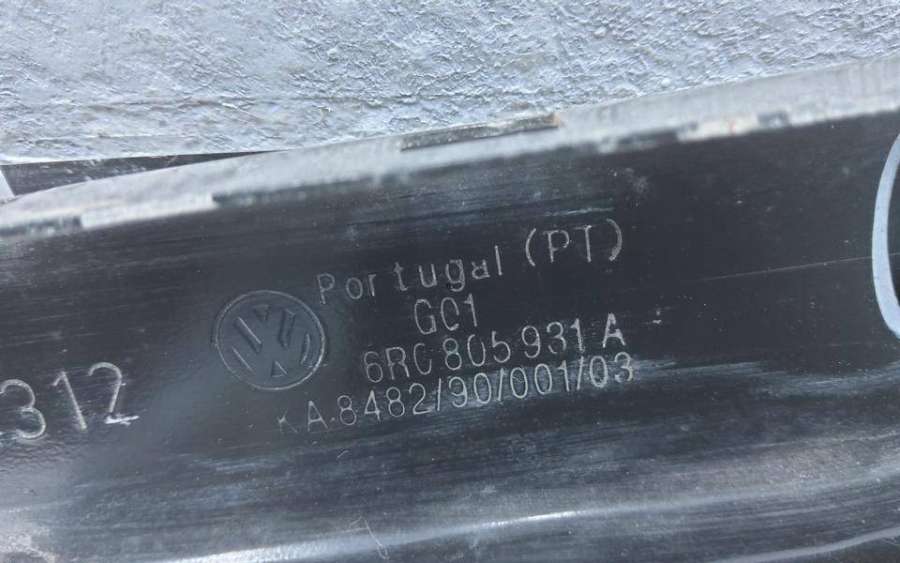 Portugal (PT)
GC1
6RC 805 931 A
KA.8482/90/001/03
312